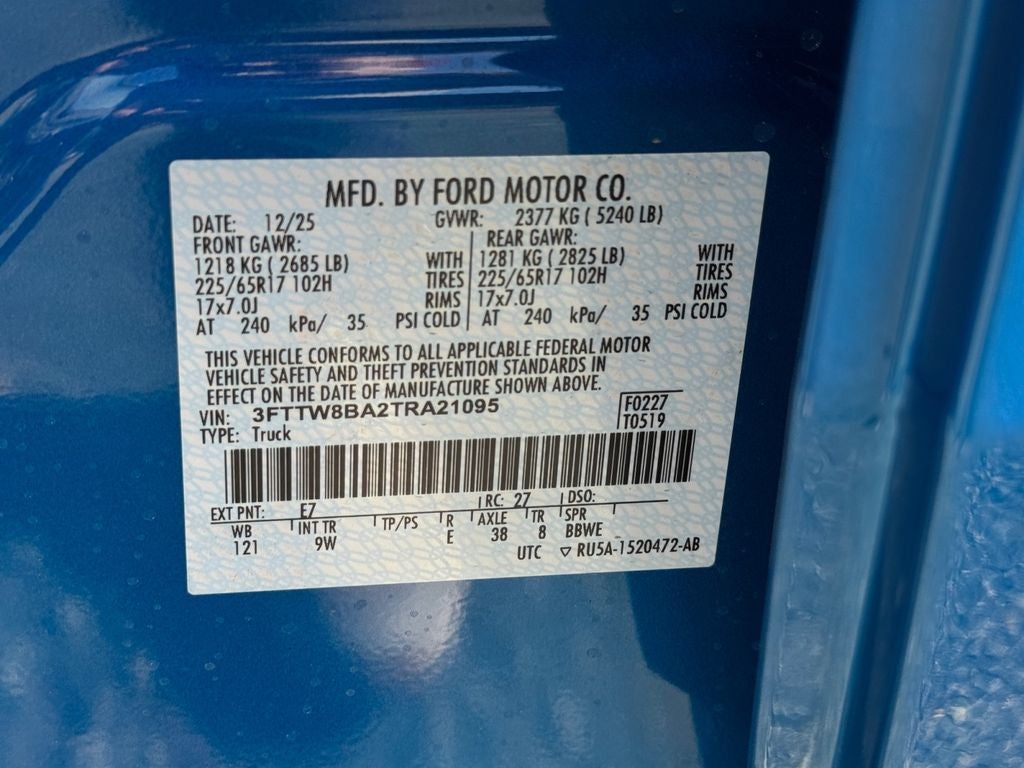 MFD. BY FORD MOTOR CO.
DATE: 12/25 GVWR: 2377 KG ( 5240 LB)
FRONT GAWR: REAR GAWR:
1218 KG ( 2685 LB) WITH 1281 KG ( 2825 LB) WITH
225/65R17 102H TIRES 225/65R17 102H TIRES
17x7.0J RIMS 17x7.0J RIMS
AT 240 kPa/ 35 PSI COLD AT 240 kPa/ 35 PSI COLD
THIS VEHICLE CONFORMS TO ALL APPLICABLE FEDERAL MOTOR
VEHICLE SAFETY AND THEFT PREVENTION STANDARDS IN
EFFECT ON THE DATE OF MANUFACTURE SHOWN ABOVE.
VIN: 3FTTW8BA2TRA21095 F0227
TYPE: Truck T0519
EXT PNT: E7 RC: 27 DSO:
WB INT TR TP/PS R AXLE TR SPR
121 9W E 38 8 BBWE
UTC ▽ RU5A-1520472-AB